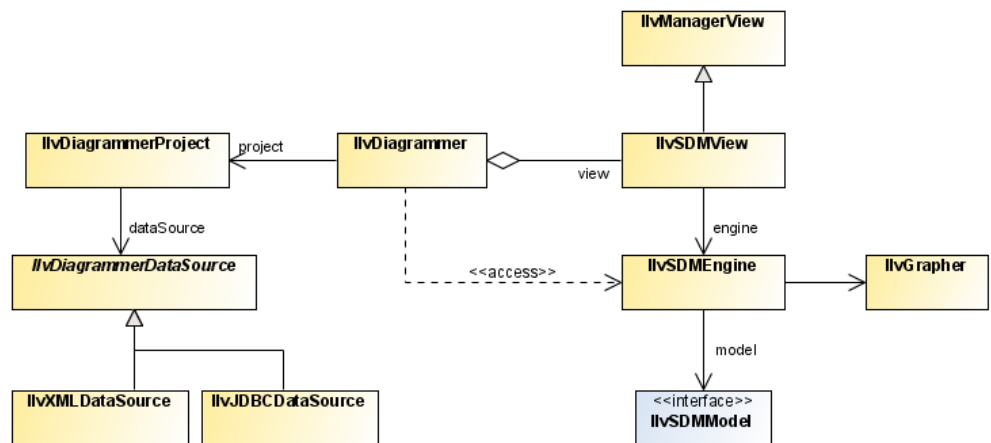 IlvManagerView
IlvDiagrammerProject
project
IlvDiagrammer
view
IlvSDMView
dataSource
engine
IlvDiagrammerDataSource
<<access>>
IlvSDMEngine
IlvGrapher
model
IlvXMLDataSource
IlvJDBCDataSource
<<interface>>
IlvSDMModel